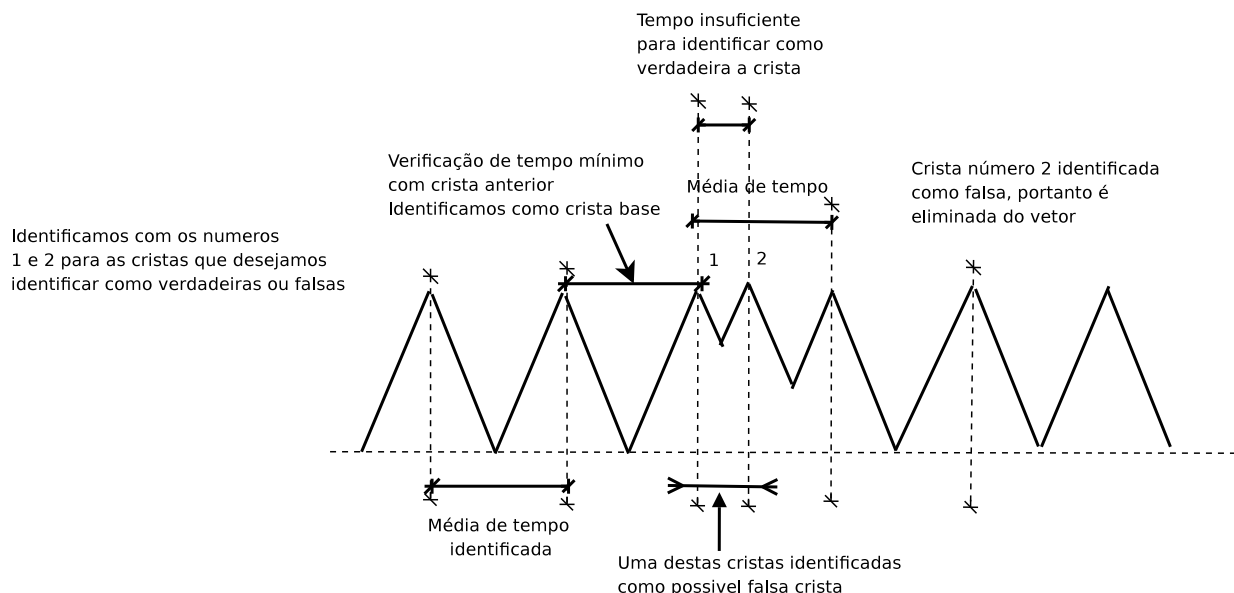 Tempo insuficiente
para identificar como
verdadeira a crista
Verificação de tempo mínimo
com crista anterior
Identificamos como crista base
Média de tempo
Crista número 2 identificada
como falsa, portanto é
eliminada do vetor
Identificamos com os numeros
1 e 2 para as cristas que desejamos
identificar como verdadeiras ou falsas
1
2
Média de tempo
identificada
Uma destas cristas identificadas
como possivel falsa crista